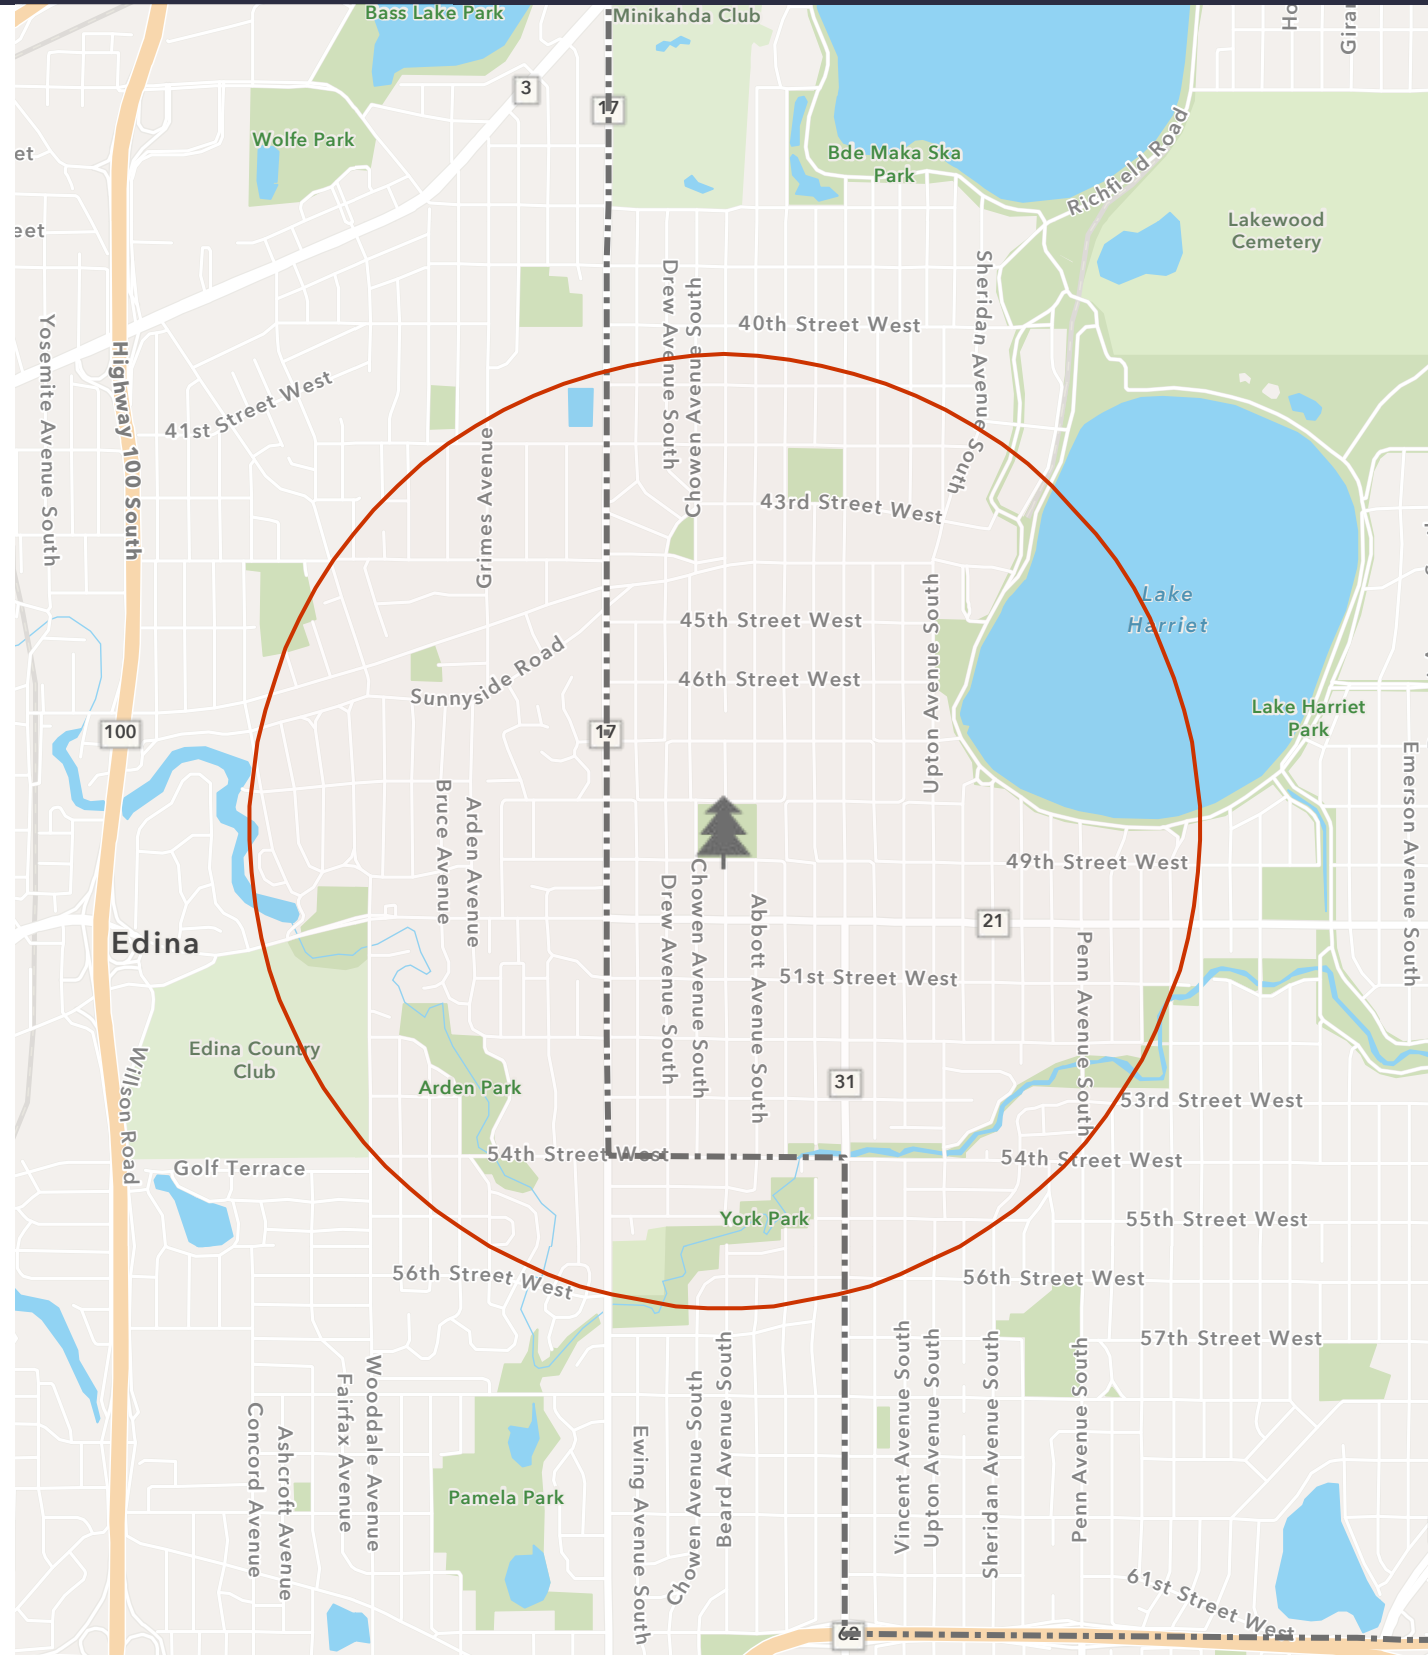 Bass Lake Park
Minikahda Club
Ho
Girar
3
17
Wolfe Park
et
Bde Maka Ska
Park
Richfield Road
Lakewood
Cemetery
eet
Yosemite Avenue South
Highway 100 South
41st Street West
Grimes Avenue
Drew Avenue South
Chowen Avenue South
40th Street West
Sheridan Avenue South
43rd Street West
45th Street West
46th Street West
Upton Avenue South
Lake
Harriet
Lake Harriet
Park
Sunnyside Road
100
17
Bruce Avenue
Arden Avenue
Emerson Avenue South
49th Street West
Chowen Avenue South
Drew Avenue South
Abbott Avenue South
21
Edina
51st Street West
Penn Avenue South
Edina Country
Club
Willson Road
Arden Park
31
53rd Street West
54th Street West
54th Street West
Golf Terrace
York Park
55th Street West
56th Street West
56th Street West
57th Street West
Wooddale Avenue
Fairfax Avenue
Concord Avenue
Ashcroft Avenue
Pamela Park
Ewing Avenue South
Chowen Avenue South
Beard Avenue South
Vincent Avenue South
Upton Avenue South
Sheridan Avenue South
Penn Avenue South
61st Street West
62